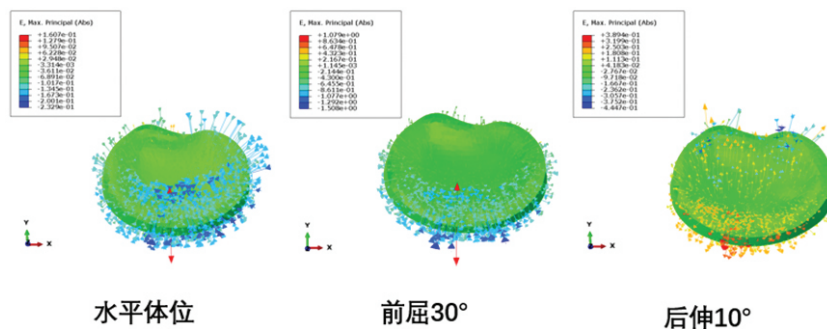 E, Max. Principal (Abs)
+1.607e-01
+1.279e-01
+9.507e-02
+6.228e-02
+2.948e-02
-3.314e-03
-3.611e-02
-6.891e-02
-1.017e-01
-1.345e-01
-1.673e-01
-2.001e-01
-2.329e-01
E, Max. Principal (Abs)
+1.079e+00
+8.634e-01
+6.478e-01
+4.323e-01
+2.167e-01
+1.145e-03
-2.144e-01
-4.300e-01
-6.455e-01
-8.611e-01
-1.077e+00
-1.292e+00
-1.508e+00
E, Max. Principal (Abs)
+3.894e-01
+3.199e-01
+2.503e-01
+1.808e-01
+1.113e-01
+4.183e-02
-2.767e-02
-9.718e-02
-1.667e-01
-2.362e-01
-3.057e-01
-3.752e-01
-4.447e-01
Y
X
Y
X
Y
X
水平体位
前屈30°
后伸10°